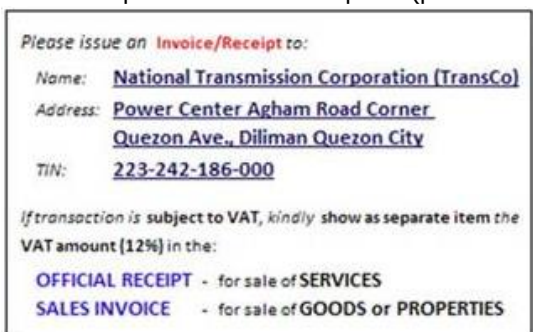 Please issue an Invoice/Receipt to:
Name: National Transmission Corporation (TransCo)
Address: Power Center Agham Road Corner
Quezon Ave., Diliman Quezon City
TIN: 223-242-186-000
If transaction is subject to VAT, kindly show as separate item the
VAT amount (12%) in the:
OFFICIAL RECEIPT - for sale of SERVICES
SALES INVOICE - for sale of GOODS or PROPERTIES